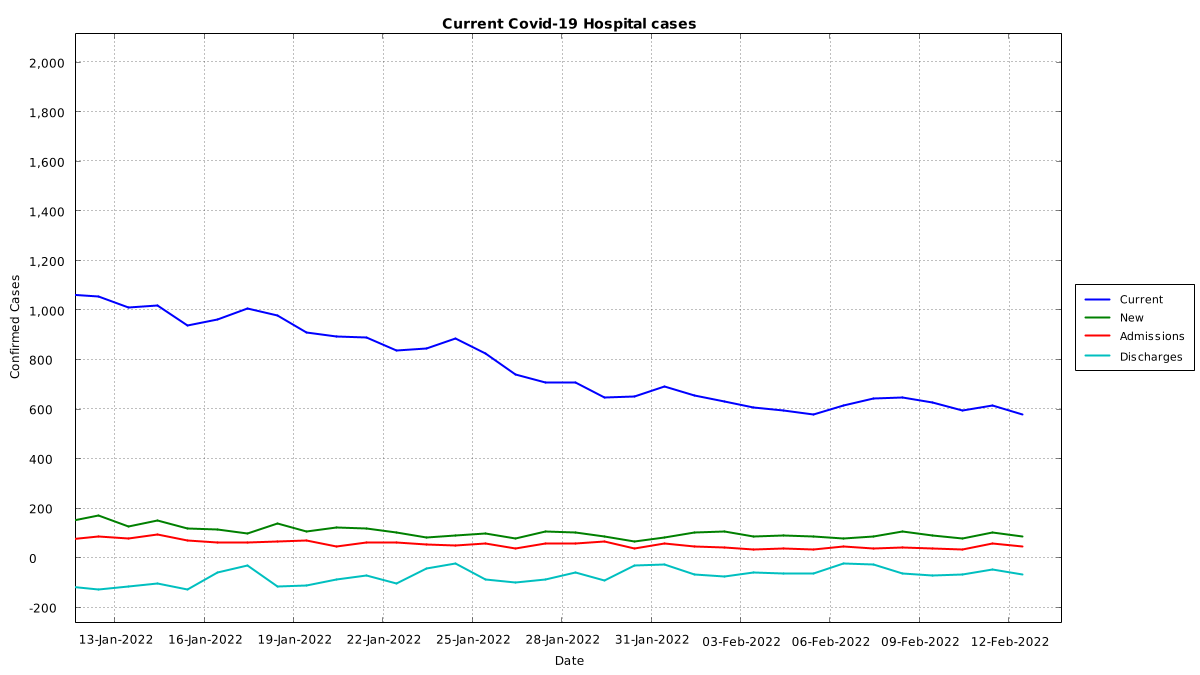 Current Covid-19 Hospital cases
2,000
1,800
1,600
1,400
1,200
1,000
800
600
400
200
0
-200
Confirmed Cases
13-Jan-2022 16-Jan-2022 19-Jan-2022 22-Jan-2022 25-Jan-2022 28-Jan-2022 31-Jan-2022 03-Feb-2022 06-Feb-2022 09-Feb-2022 12-Feb-2022
Date
Current
New
Admissions
Discharges